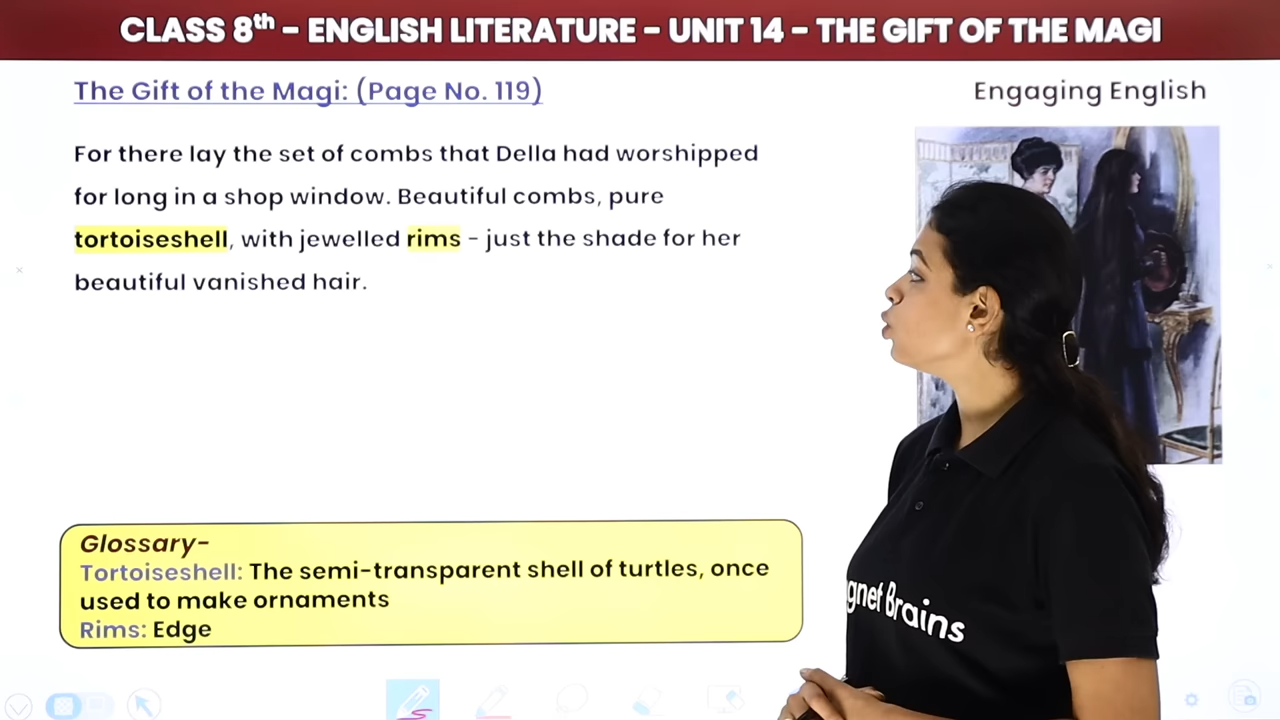 CLASS 8th - ENGLISH LITERATURE - UNIT 14 - THE GIFT OF THE MAGI
The Gift of the Magi: (Page No. 119)
Engaging English
For there lay the set of combs that Della had worshipped
for long in a shop window. Beautiful combs, pure
tortoiseshell, with jewelled rims - just the shade for her
beautiful vanished hair.
Glossary-
Tortoiseshell: The semi-transparent shell of turtles, once
used to make ornaments
Rims: Edge
gnet Brains